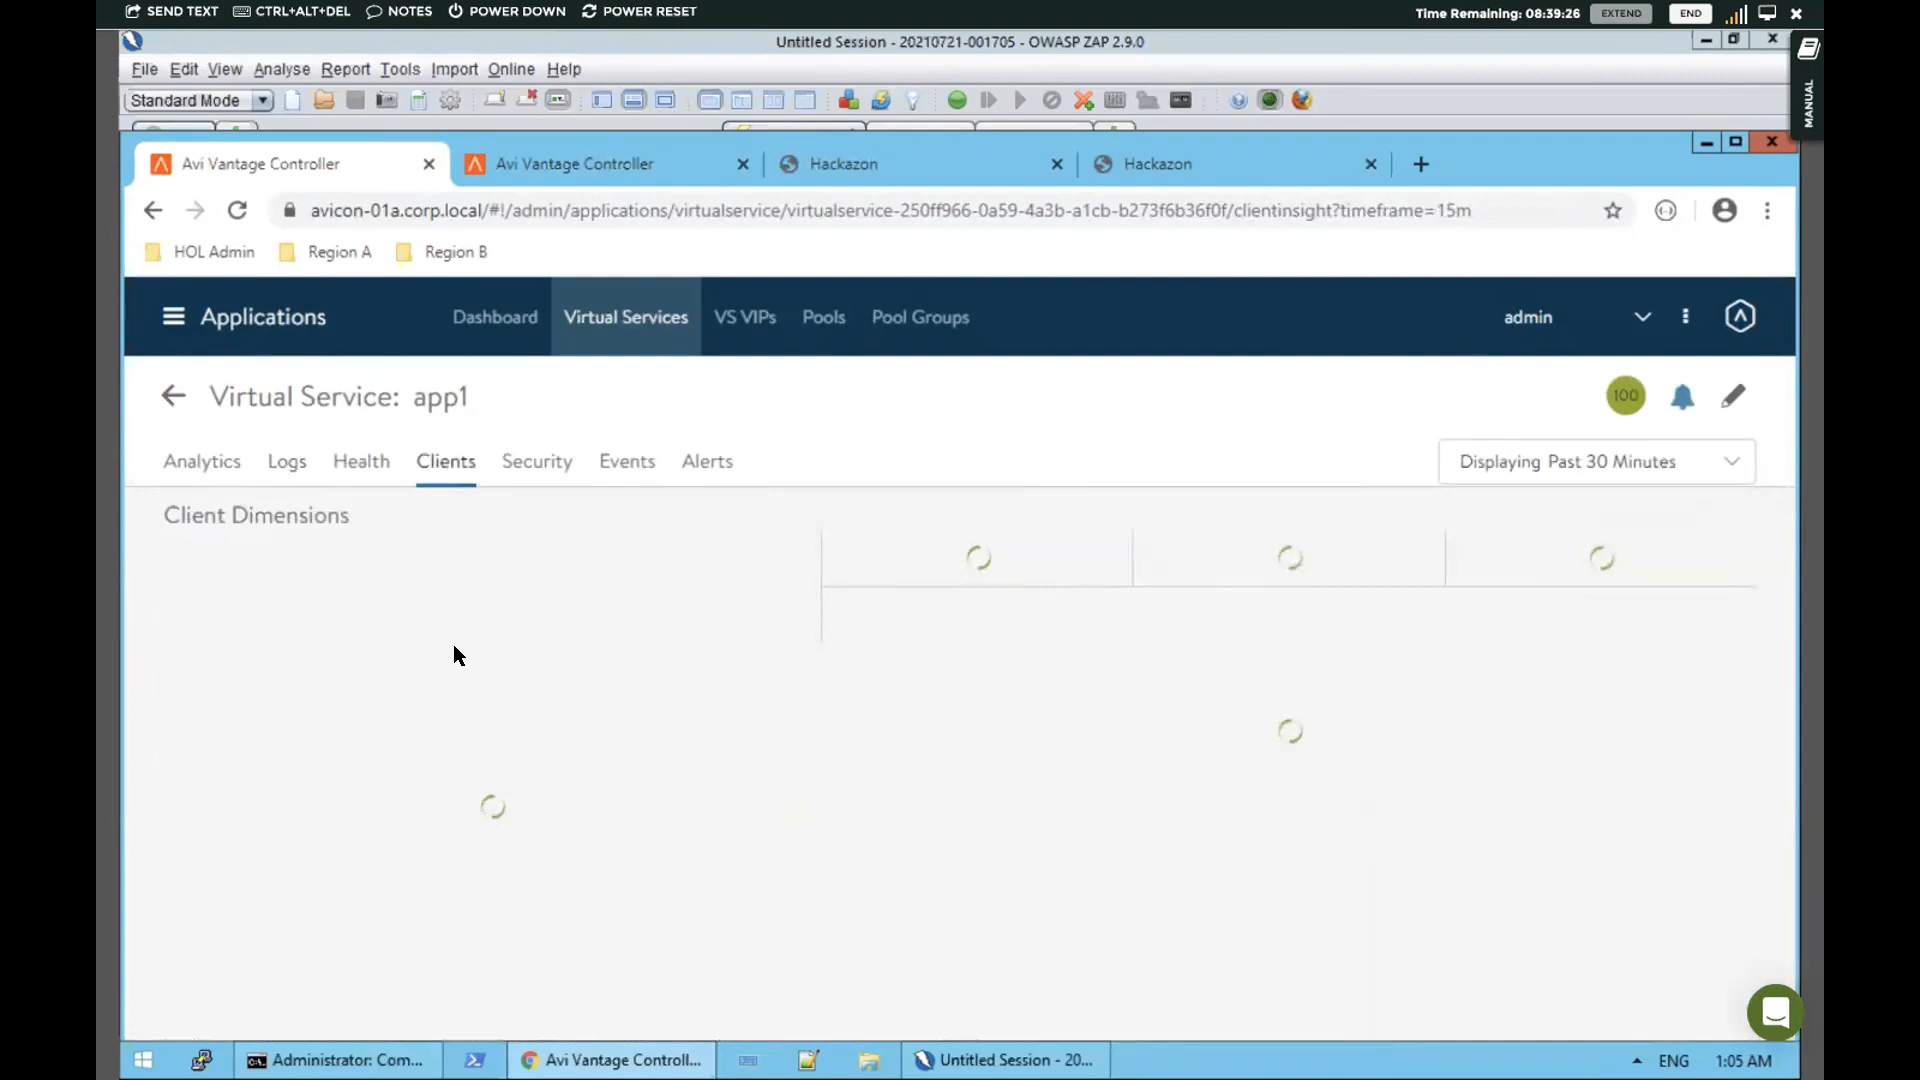 SEND TEXT CTRL+ALT+DEL NOTES POWER DOWN POWER RESET Time Remaining: 08:39:26 EXTEND END
Untitled Session - 20210721-001705 - OWASP ZAP 2.9.0
File Edit View Analyse Report Tools Import Online Help
MANUAL
Standard Mode
Avi Vantage Controller Avi Vantage Controller Hackazon Hackazon
avicon-01a.corp.local/#!/admin/applications/virtualservice/virtualservice-250ff966-0a59-4a3b-a1cb-b273f6b36f0f/clientinsight?timeframe=15m
HOL Admin Region A Region B
Applications Dashboard Virtual Services VS VIPs Pools Pool Groups admin
Virtual Service: app1 100
Analytics Logs Health Clients Security Events Alerts Displaying Past 30 Minutes
Client Dimensions
Administrator: Com... Avi Vantage Controll... Untitled Session - 20... ENG 1:05 AM